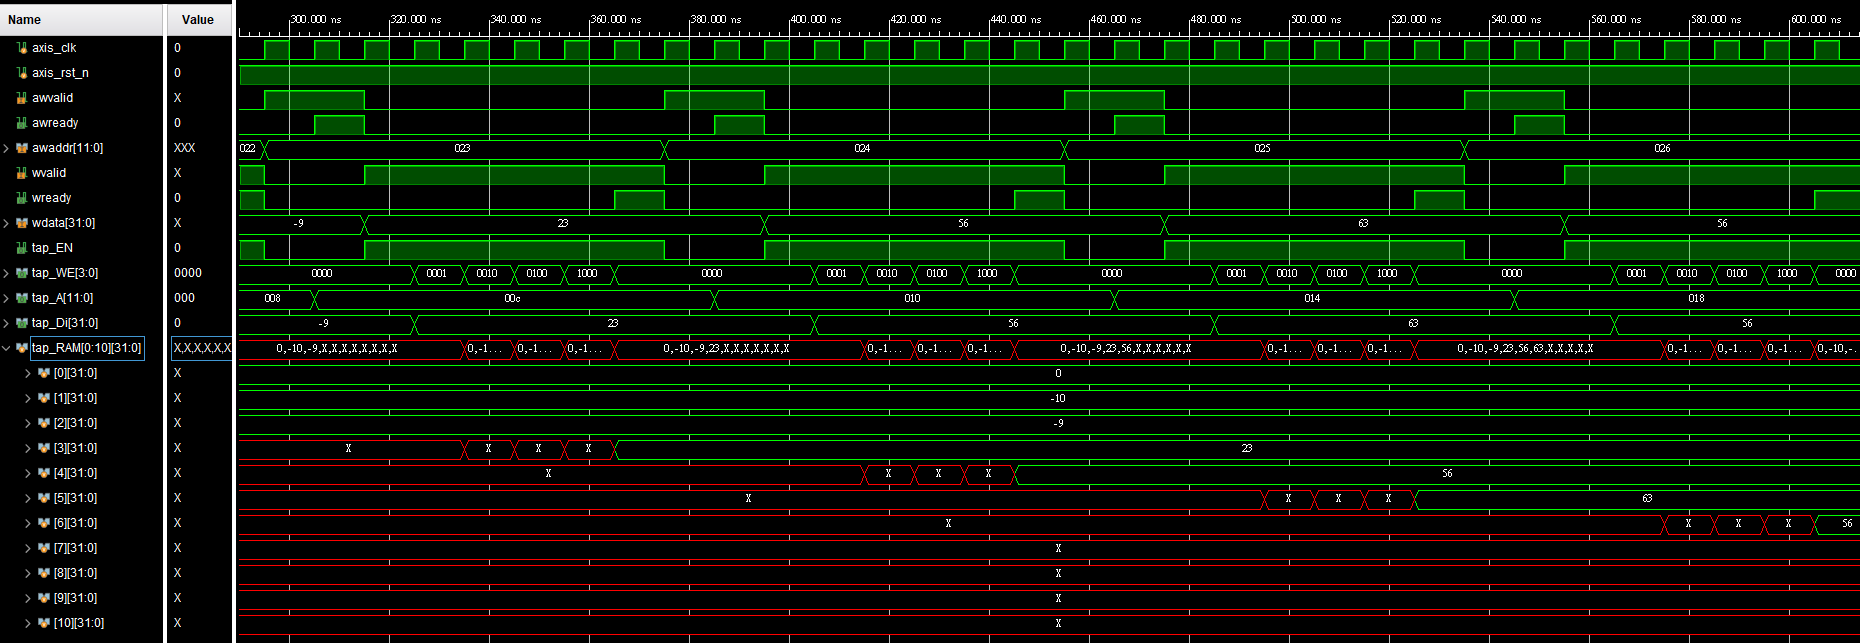 Name Value 300.000 ns 320.000 ns 340.000 ns 360.000 ns 380.000 ns 400.000 ns 420.000 ns 440.000 ns 460.000 ns 480.000 ns 500.000 ns 520.000 ns 540.000 ns 560.000 ns 580.000 ns 600.000 ns
axis_clk 0
axis_rst_n 0
awvalid X
awready 0
awaddr[11:0] XXX 022 023 024 025 026
wvalid X
wready 0
wdata[31:0] X -9 23 56 63 56
tap_EN 0
tap_WE[3:0] 0000 0000 0001 0010 0100 1000 0000 0001 0010 0100 1000 0000 0001 0010 0100 1000 0000 0001 0010 0100 1000 0000
tap_A[11:0] 000 008 00c 010 014 018
tap_Di[31:0] 0 -9 23 56 63 56
tap_RAM[0:10][31:0] X,X,X,X,X,X 0,-10,-9,X,X,X,X,X,X,X,X 0,-1... 0,-1... 0,-1... 0,-10,-9,23,X,X,X,X,X,X,X 0,-1... 0,-1... 0,-1... 0,-10,-9,23,56,X,X,X,X,X,X 0,-1... 0,-1... 0,-1... 0,-10,-9,23,56,63,X,X,X,X,X 0,-1... 0,-1... 0,-1... 0,-10,-..
[0][31:0] X 0
[1][31:0] X -10
[2][31:0] X -9
[3][31:0] X X X X X 23
[4][31:0] X X X X X 56
[5][31:0] X X X X X 63
[6][31:0] X X X X X 56
[7][31:0] X X
[8][31:0] X X
[9][31:0] X X
[10][31:0] X X